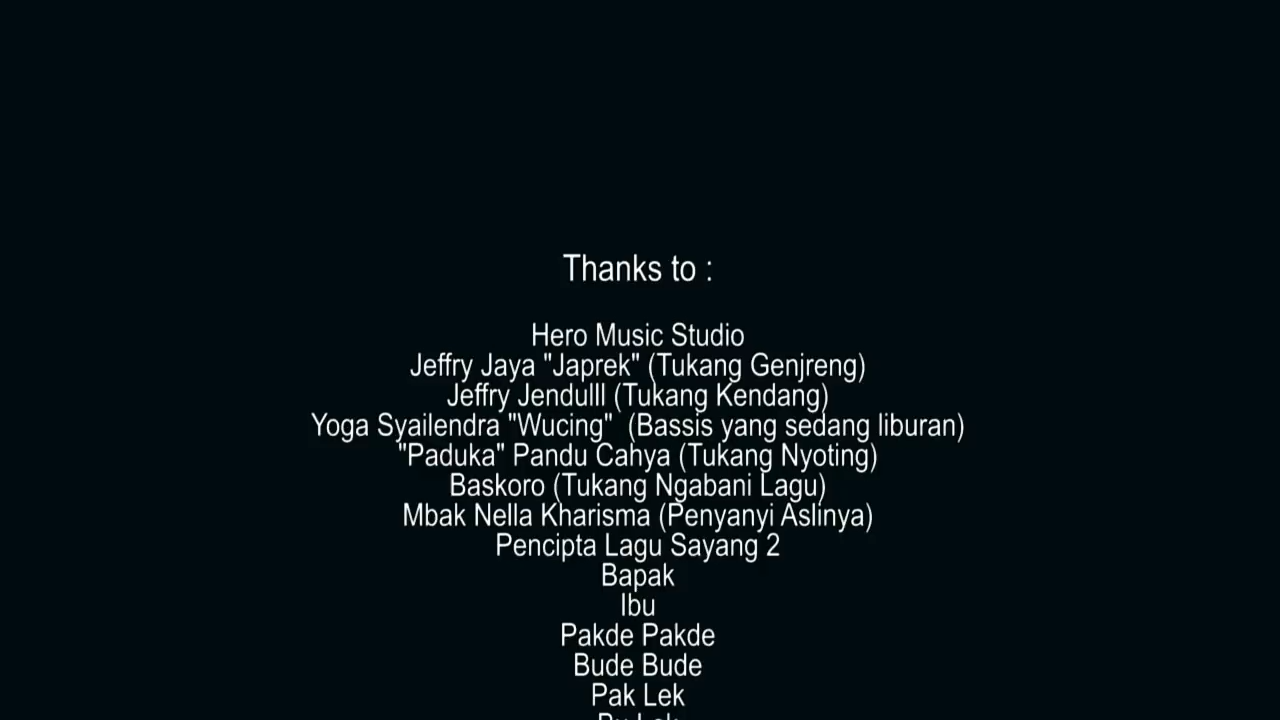 Thanks to :
Hero Music Studio
Jeffry Jaya "Japrek" (Tukang Genjreng)
Jeffry Jendulll (Tukang Kendang)
Yoga Syailendra "Wucing"  (Bassis yang sedang liburan)
"Paduka" Pandu Cahya (Tukang Nyoting)
Baskoro (Tukang Ngabani Lagu)
Mbak Nella Kharisma (Penyanyi Aslinya)
Pencipta Lagu Sayang 2
Bapak
Ibu
Pakde Pakde
Bude Bude
Pak Lek